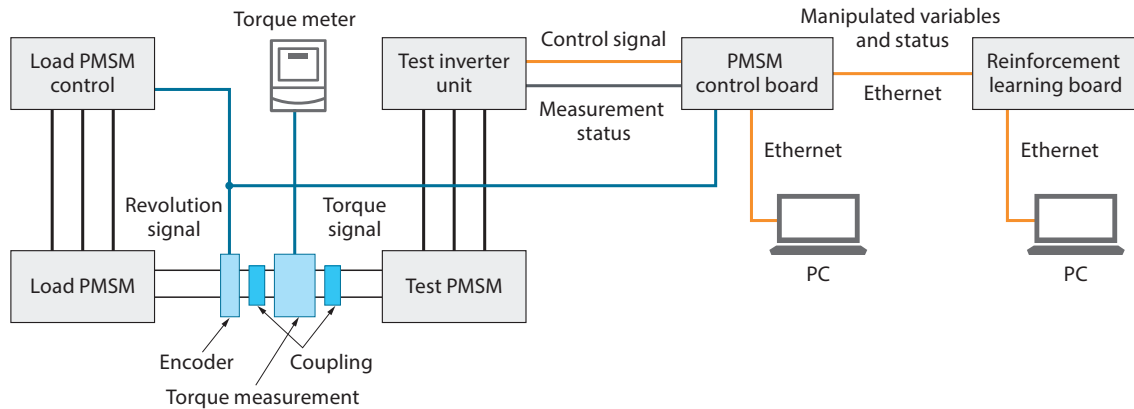 Torque meter
Load PMSM
control
Test inverter
unit
Control signal
Measurement
status
PMSM
control board
Manipulated variables
and status
Ethernet
Reinforcement
learning board
Ethernet
Ethernet
PC
PC
Revolution
signal
Torque
signal
Load PMSM
Test PMSM
Encoder
Coupling
Torque measurement